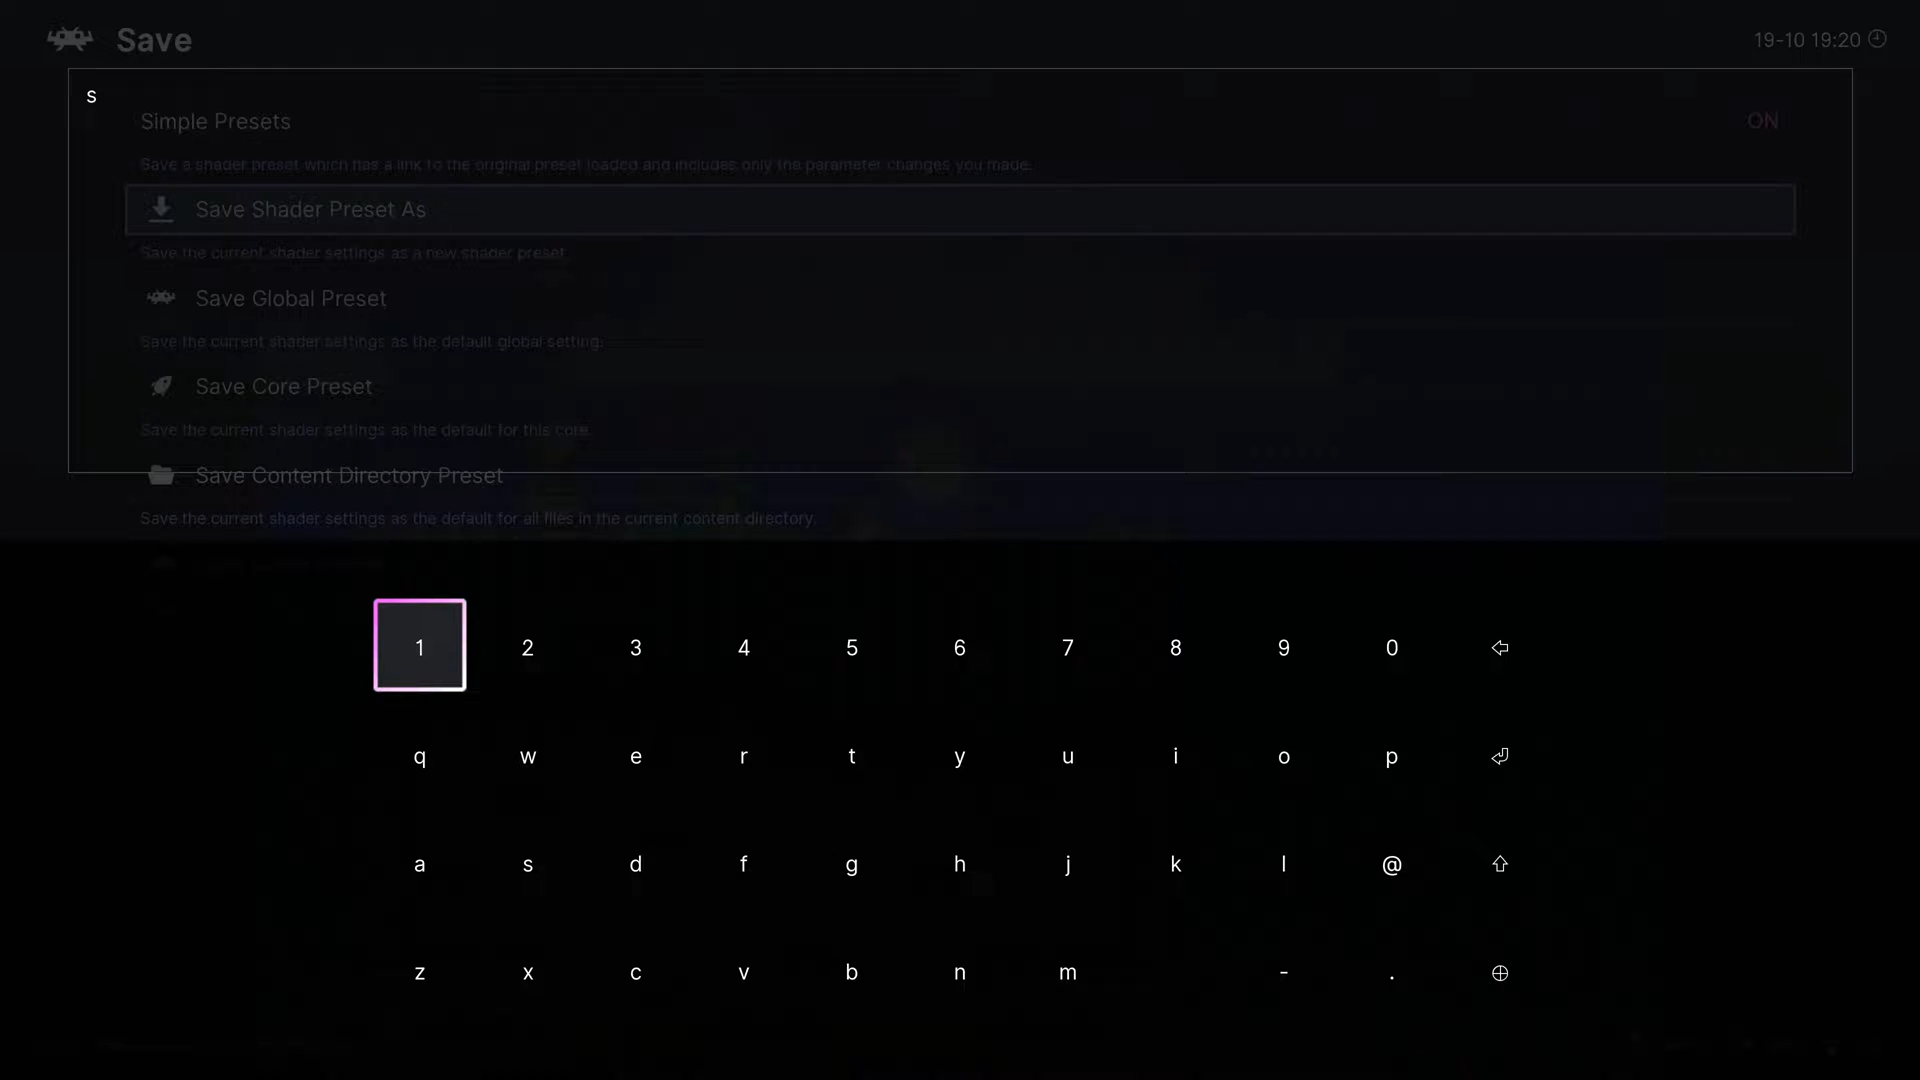 Save
19-10 19:20
s
Simple Presets ON
Save a shader preset which has a link to the original preset loaded and includes only the parameter changes you made.
Save Shader Preset As
Save the current shader settings as a new shader preset.
Save Global Preset
Save the current shader settings as the default global setting.
Save Core Preset
Save the current shader settings as the default for this core.
Save Content Directory Preset
Save the current shader settings as the default for all files in the current content directory.
1 2 3 4 5 6 7 8 9 0
q w e r t y u i o p
a s d f g h j k l @
z x c v b n m - .